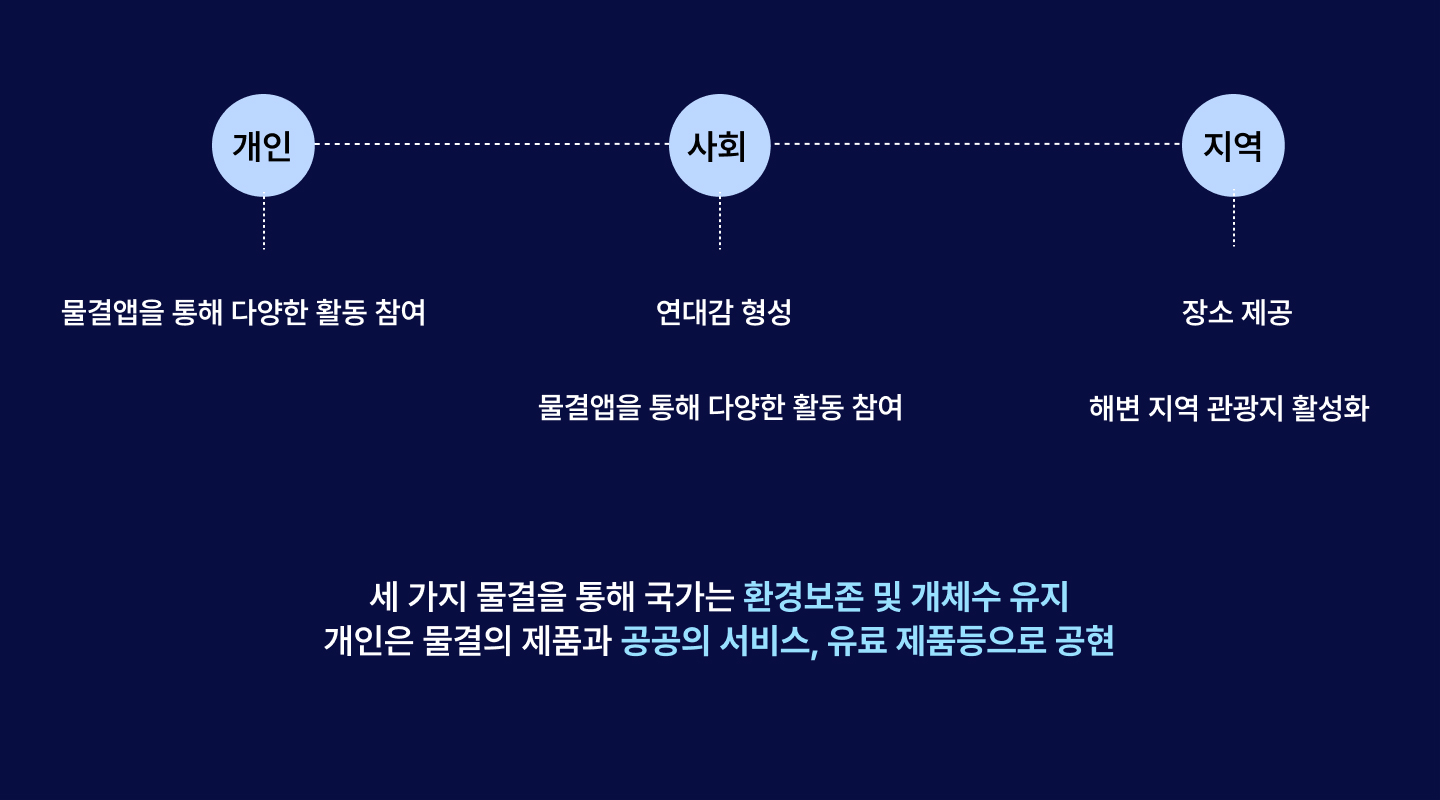 개인
사회
지역
물결앱을 통해 다양한 활동 참여
연대감 형성
장소 제공
물결앱을 통해 다양한 활동 참여
해변 지역 관광지 활성화
세 가지 물결을 통해 국가는 환경보존 및 개체수 유지
개인은 물결의 제품과 공공의 서비스, 유료 제품등으로 공현